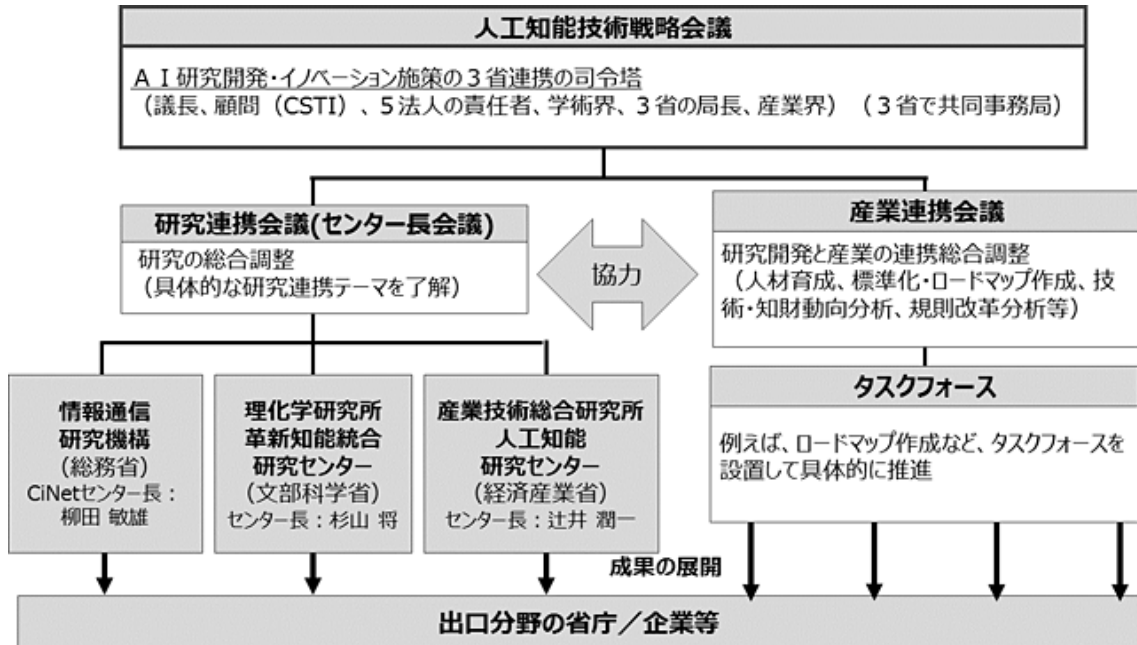 人工知能技術戦略会議
ＡＩ研究開発・イノベーション施策の３省連携の司令塔
（議長、顧問（CSTI）、５法人の責任者、学術界、３省の局長、産業界）（３省で共同事務局）
研究連携会議(センター長会議)
研究の総合調整
（具体的な研究連携テーマを了解）
協力
産業連携会議
研究開発と産業の連携総合調整
（人材育成、標準化・ロードマップ作成、技
術・知財動向分析、規則改革分析等）
情報通信
研究機構
（総務省）
CiNetセンター長：
柳田 敏雄
理化学研究所
革新知能統合
研究センター
（文部科学省）
センター長：杉山 将
産業技術総合研究所
人工知能
研究センター
（経済産業省）
センター長：辻井 潤一
タスクフォース
例えば、ロードマップ作成など、タスクフォースを
設置して具体的に推進
成果の展開
出口分野の省庁／企業等